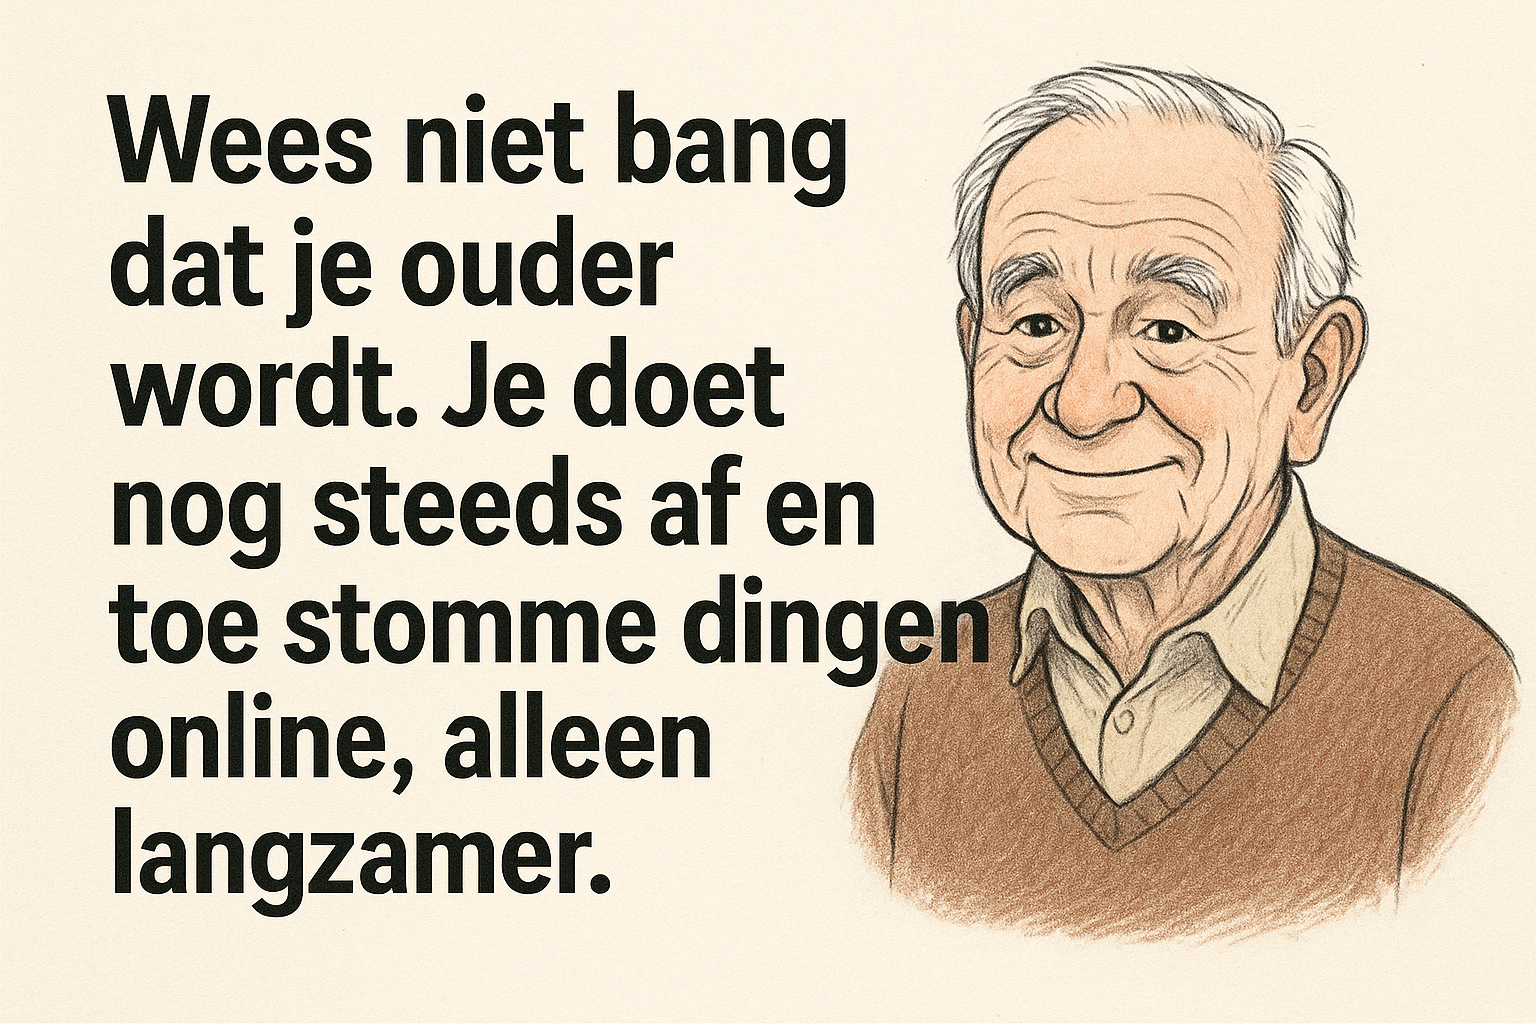 Wees niet bang
dat je ouder
wordt. Je doet
nog steeds af en
toe stomme dingen
online, alleen
langzamer.